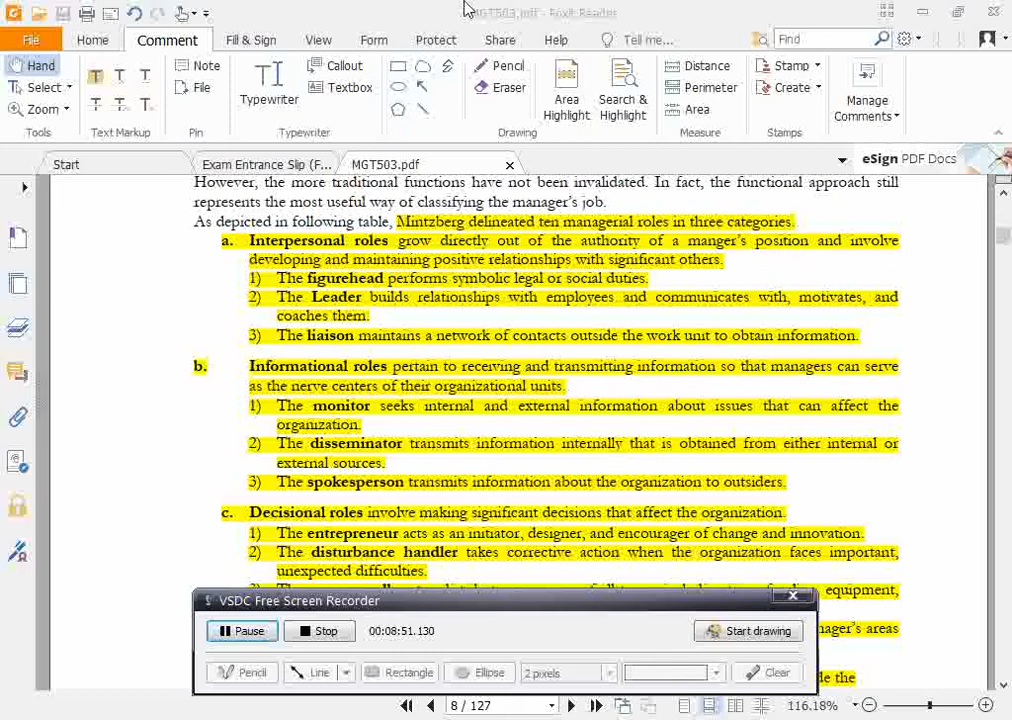 MGT503.pdf - Foxit Reader
File Home Comment Fill & Sign View Form Protect Share Help Tell me... Find
Hand
Select
Zoom
Tools
Text Markup
Note
File
Pin
Typewriter
Callout
Textbox
Typewriter
Pencil
Eraser
Area Highlight
Search & Highlight
Drawing
Distance
Perimeter
Area
Measure
Stamp
Create
Stamps
Manage Comments
Start Exam Entrance Slip (F... MGT503.pdf eSign PDF Docs
However, the more traditional functions have not been invalidated. In fact, the functional approach still
represents the most useful way of classifying the manager's job.
As depicted in following table, Mintzberg delineated ten managerial roles in three categories.
a. Interpersonal roles grow directly out of the authority of a manger's position and involve
developing and maintaining positive relationships with significant others.
1) The figurehead performs symbolic legal or social duties.
2) The Leader builds relationships with employees and communicates with, motivates, and
coaches them.
3) The liaison maintains a network of contacts outside the work unit to obtain information.
b. Informational roles pertain to receiving and transmitting information so that managers can serve
as the nerve centers of their organizational units.
1) The monitor seeks internal and external information about issues that can affect the
organization.
2) The disseminator transmits information internally that is obtained from either internal or
external sources.
3) The spokesperson transmits information about the organization to outsiders.
c. Decisional roles involve making significant decisions that affect the organization.
1) The entrepreneur acts as an initiator, designer, and encourager of change and innovation.
2) The disturbance handler takes corrective action when the organization faces important,
unexpected difficulties.
equipment,
VSDC Free Screen Recorder
Pause Stop 00:08:51.130 Start drawing
nager's areas
Pencil Line Rectangle Ellipse 2 pixels Clear
de the
8 / 127 116.18%